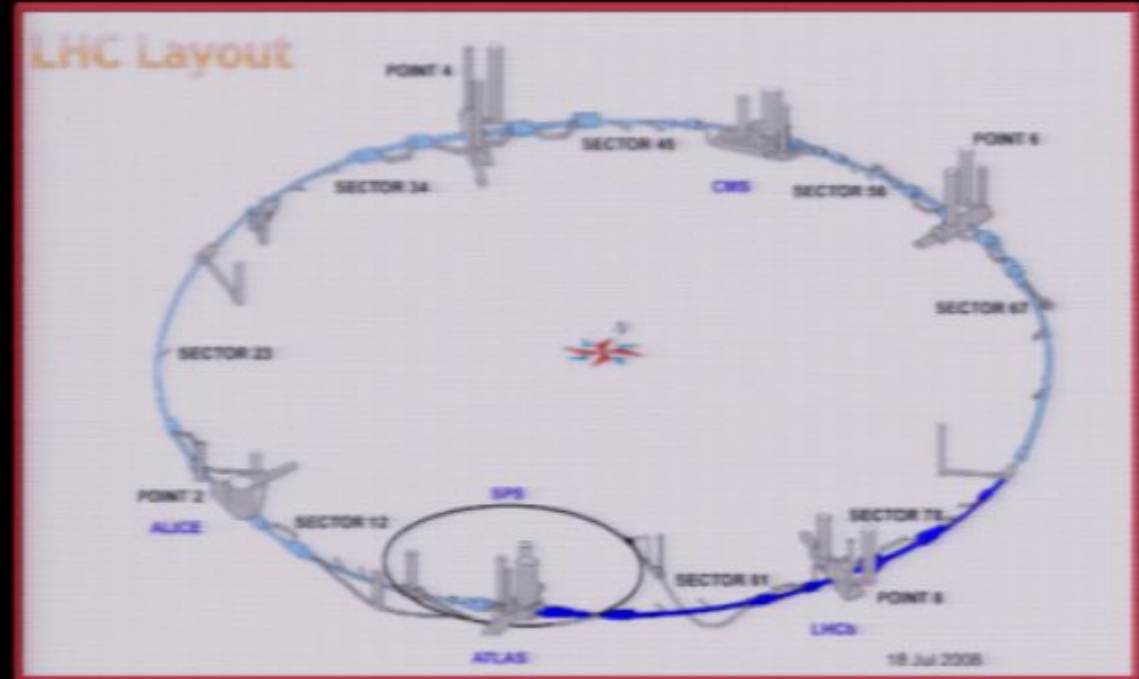 LHC Layout
POINT 4
SECTOR 45
POINT 6
SECTOR 34
CMS
SECTOR 56
SECTOR 67
SECTOR 23
SPS
POINT 2
ALICE
SECTOR 12
SECTOR 78
SECTOR 81
POINT 8
LHCb
ATLAS
18 Jul 2008